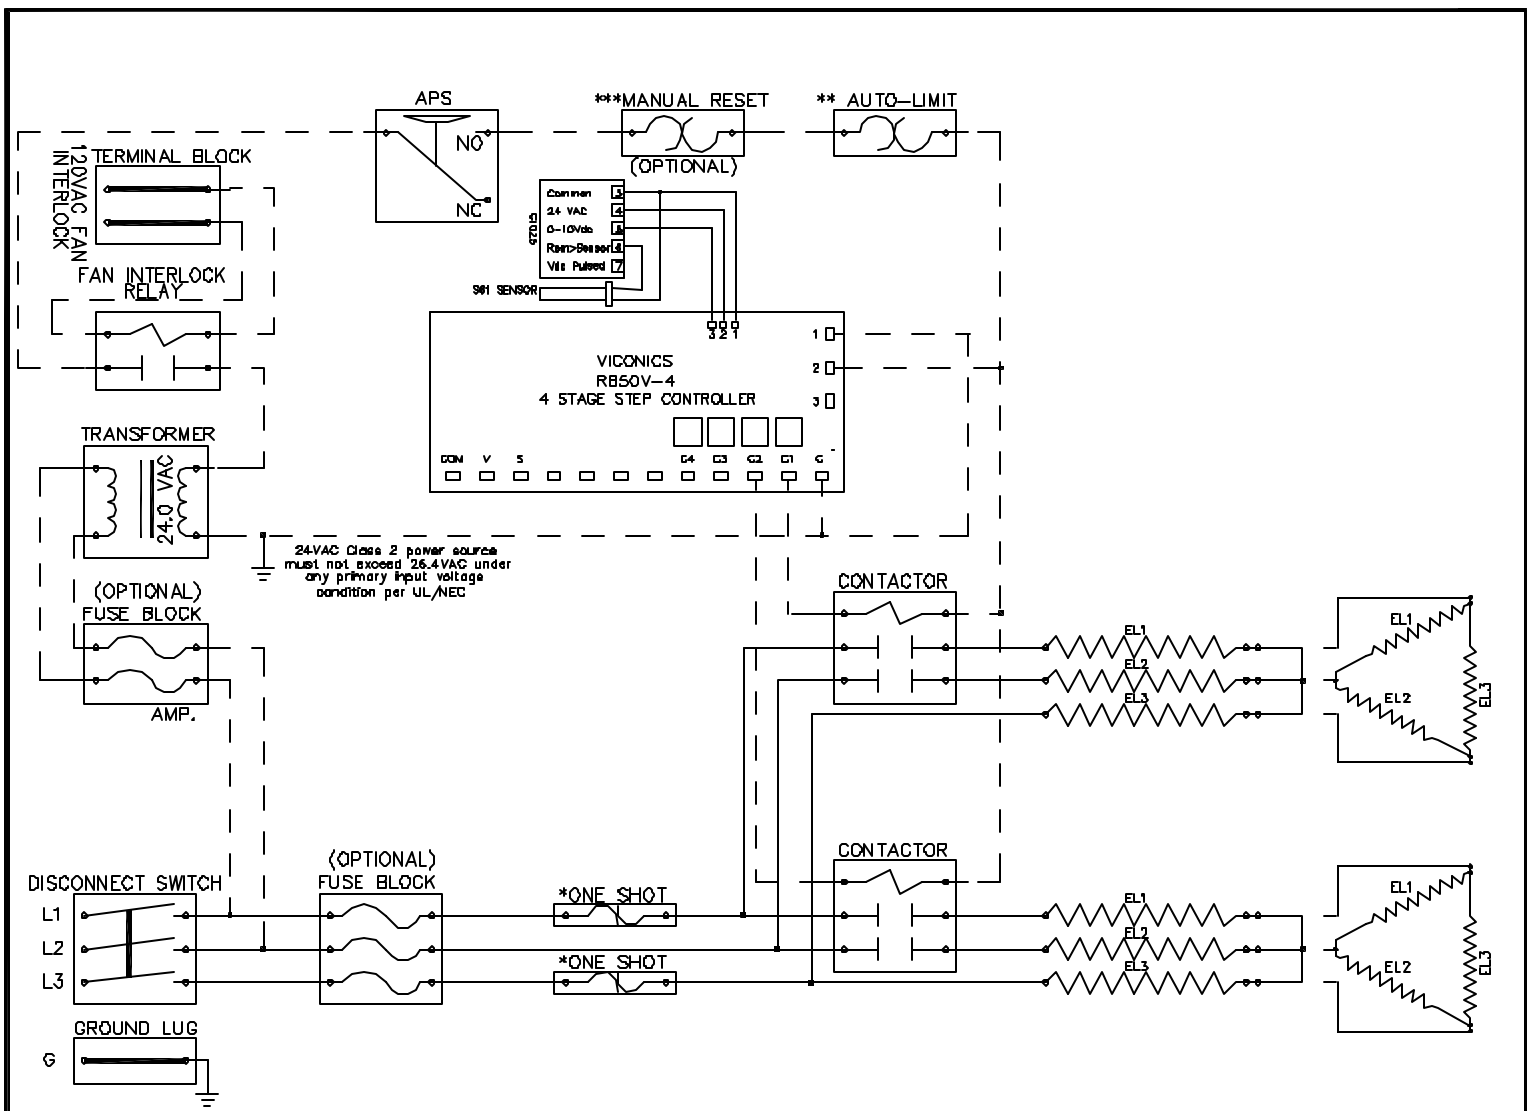 APS
***MANUAL RESET
** AUTO-LIMIT
NO
NC
(OPTIONAL)
120VAC FAN
INTERLOCK
TERMINAL BLOCK
FAN INTERLOCK
RELAY
Common 3
24 VAC 4
0-10Vdc 5
6
Vdc Pulsed 7
SENSOR
3 2 1
VICONICS
R850V-4
4 STAGE STEP CONTROLLER
1
2
3
COM V S C4 C3 C2 C1 C
TRANSFORMER
24.0 VAC
24VAC Class 2 power source
must not exceed 26.4VAC under
any primary input voltage
condition per UL/NEC
(OPTIONAL)
FUSE BLOCK
AMP.
CONTACTOR
EL1
EL2
EL3
EL1
EL2
EL3
DISCONNECT SWITCH
L1
L2
L3
(OPTIONAL)
FUSE BLOCK
*ONE SHOT
*ONE SHOT
CONTACTOR
EL1
EL2
EL3
EL1
EL2
EL3
GROUND LUG
G